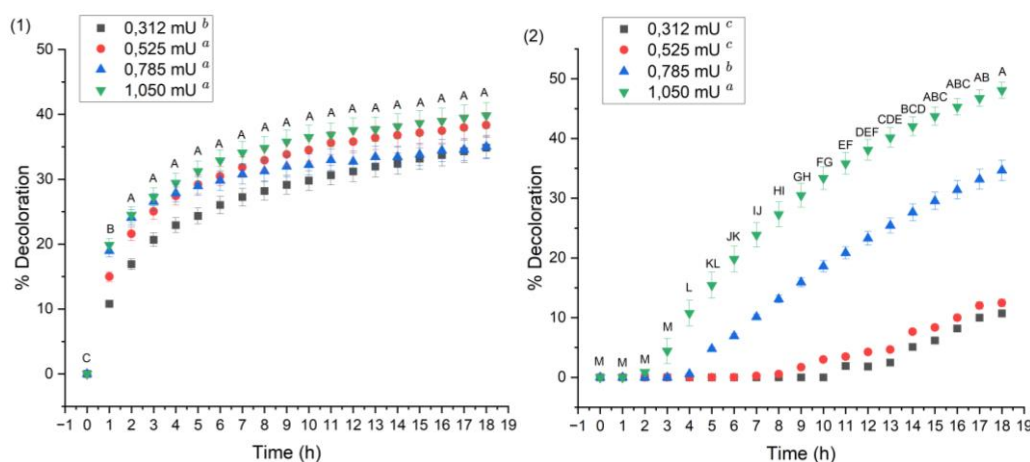 (1)
0,312 mU b
0,525 mU a
0,785 mU a
1,050 mU a
% Decoloration
50
40
30
20
10
0
C B A A A A A A A A A A A A A A A A A
−1 0 1 2 3 4 5 6 7 8 9 10 11 12 13 14 15 16 17 18 19
Time (h)
(2)
0,312 mU c
0,525 mU c
0,785 mU b
1,050 mU a
% Decoloration
50
40
30
20
10
0
M M M M L KL JK IJ HI GH FG EF DEF CDE BCD ABC ABC AB A
−1 0 1 2 3 4 5 6 7 8 9 10 11 12 13 14 15 16 17 18 19
Time (h)